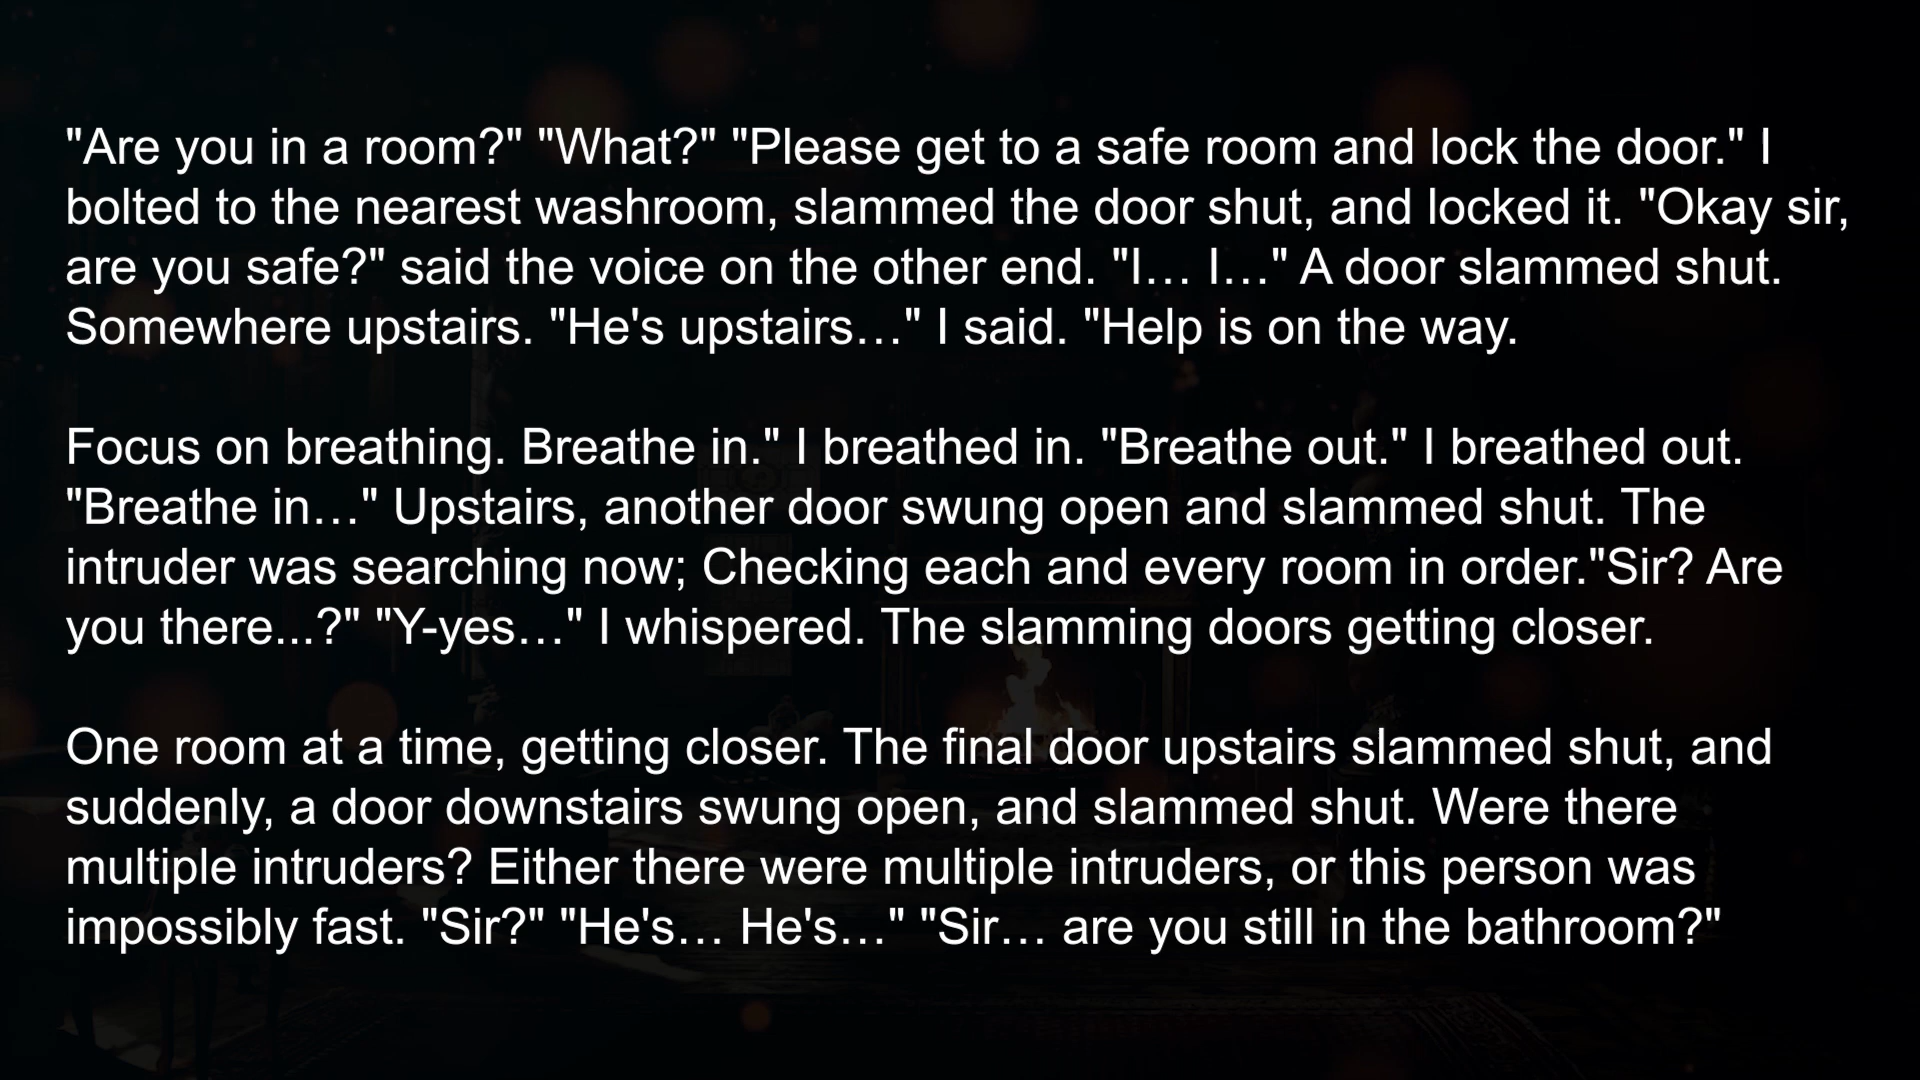 "Are you in a room?" "What?" "Please get to a safe room and lock the door." I
bolted to the nearest washroom, slammed the door shut, and locked it. "Okay sir,
are you safe?" said the voice on the other end. "I… I…" A door slammed shut.
Somewhere upstairs. "He's upstairs…" I said. "Help is on the way.
Focus on breathing. Breathe in." I breathed in. "Breathe out." I breathed out.
"Breathe in…" Upstairs, another door swung open and slammed shut. The
intruder was searching now; Checking each and every room in order."Sir? Are
you there...?" "Y-yes…" I whispered. The slamming doors getting closer.
One room at a time, getting closer. The final door upstairs slammed shut, and
suddenly, a door downstairs swung open, and slammed shut. Were there
multiple intruders? Either there were multiple intruders, or this person was
impossibly fast. "Sir?" "He's… He's…" "Sir… are you still in the bathroom?"